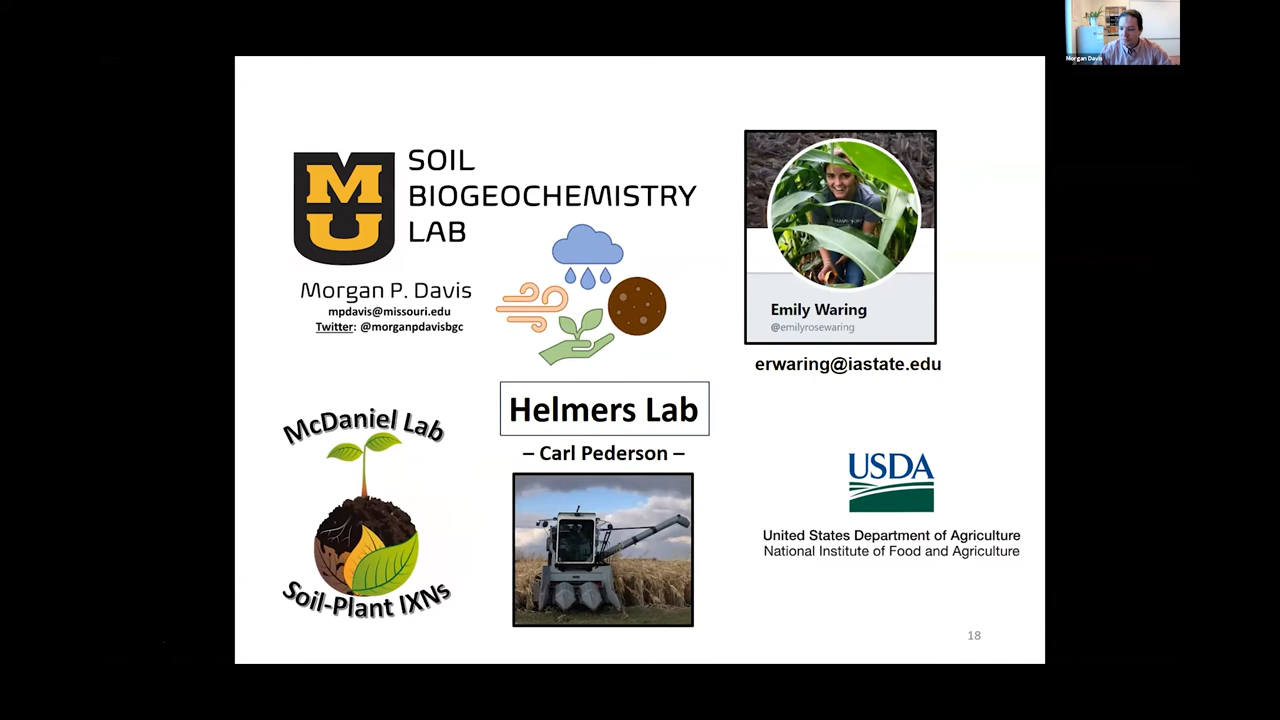 Morgan Davis
MU
SOIL
BIOGEOCHEMISTRY
LAB
Morgan P. Davis
mpdavis@missouri.edu
Twitter: @morganpdavisbgc
Emily Waring
@emilyrosewaring
erwaring@iastate.edu
McDaniel Lab
Soil-Plant IXNs
Helmers Lab
– Carl Pederson –
USDA
United States Department of Agriculture
National Institute of Food and Agriculture
18